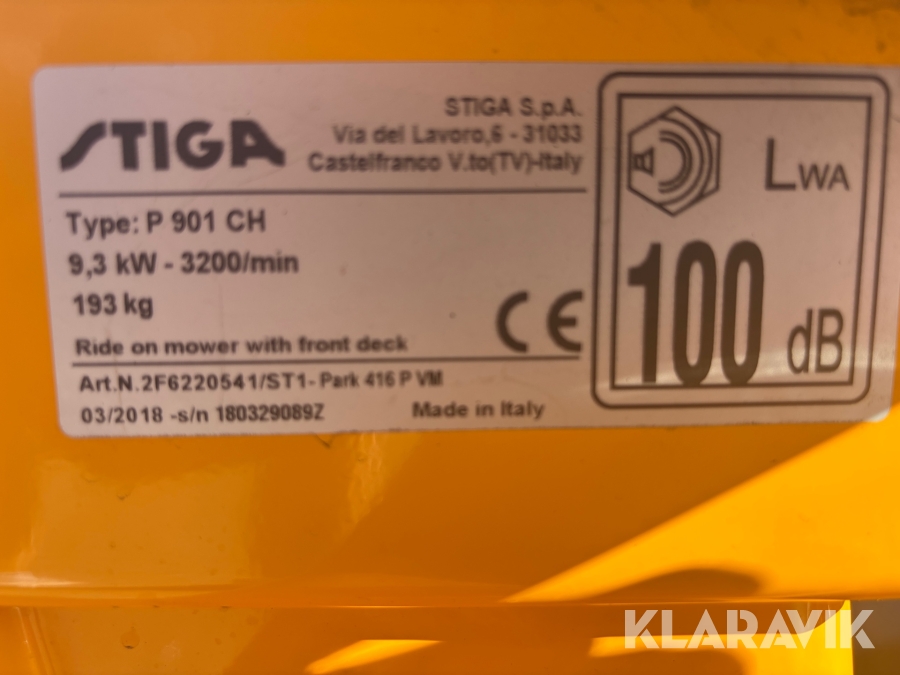 STIGA
STIGA S.p.A.
Via del Lavoro,6 - 31033
Castelfranco V.to(TV)-Italy
Type: P 901 CH
9,3 kW - 3200/min
193 kg
Ride on mower with front deck
CE
Art.N.2F6220541/ST1- Park 416 P VM
03/2018 -s/n 180329089Z
Made in Italy
LWA
100 dB
KLARAVIK